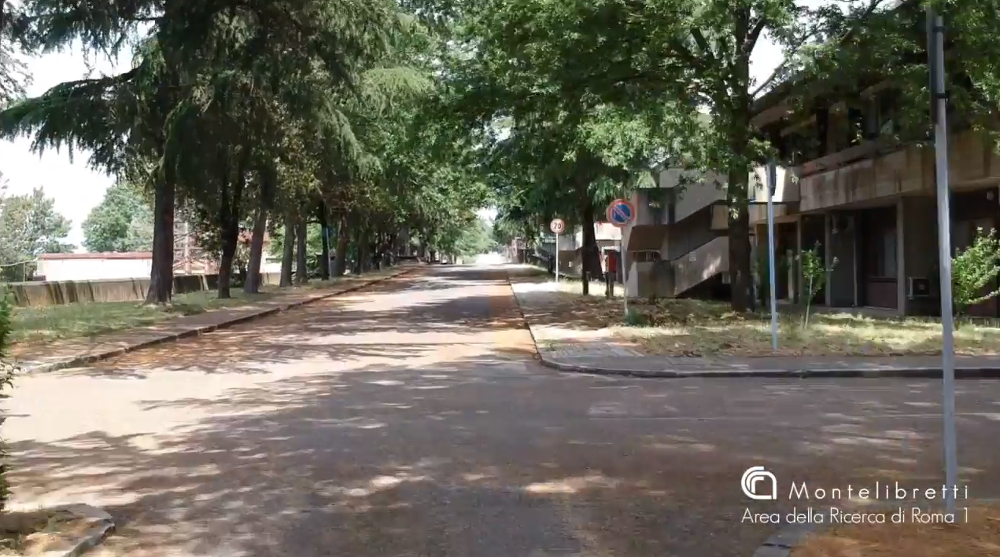 20
Montelibretti
Area della Ricerca di Roma 1